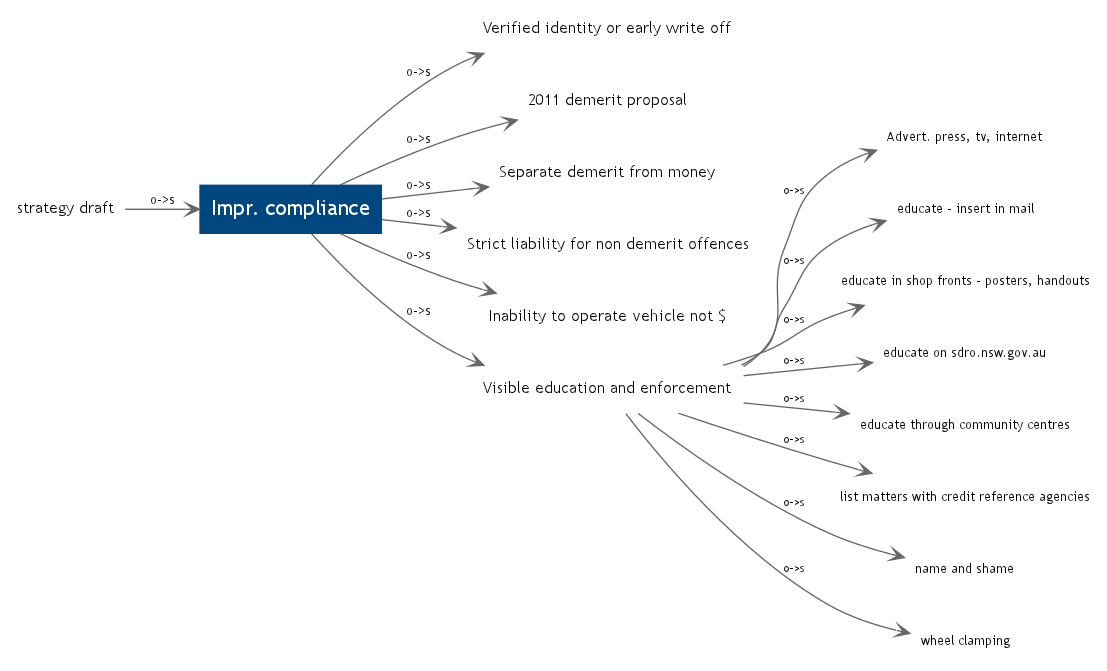 strategy draft
o->s
Impr. compliance
o->s
Verified identity or early write off
o->s
2011 demerit proposal
o->s
Separate demerit from money
o->s
Strict liability for non demerit offences
o->s
Inability to operate vehicle not $
o->s
Visible education and enforcement
o->s
Advert. press, tv, internet
o->s
educate - insert in mail
o->s
educate in shop fronts - posters, handouts
o->s
educate on sdro.nsw.gov.au
o->s
educate through community centres
o->s
list matters with credit reference agencies
o->s
name and shame
o->s
wheel clamping